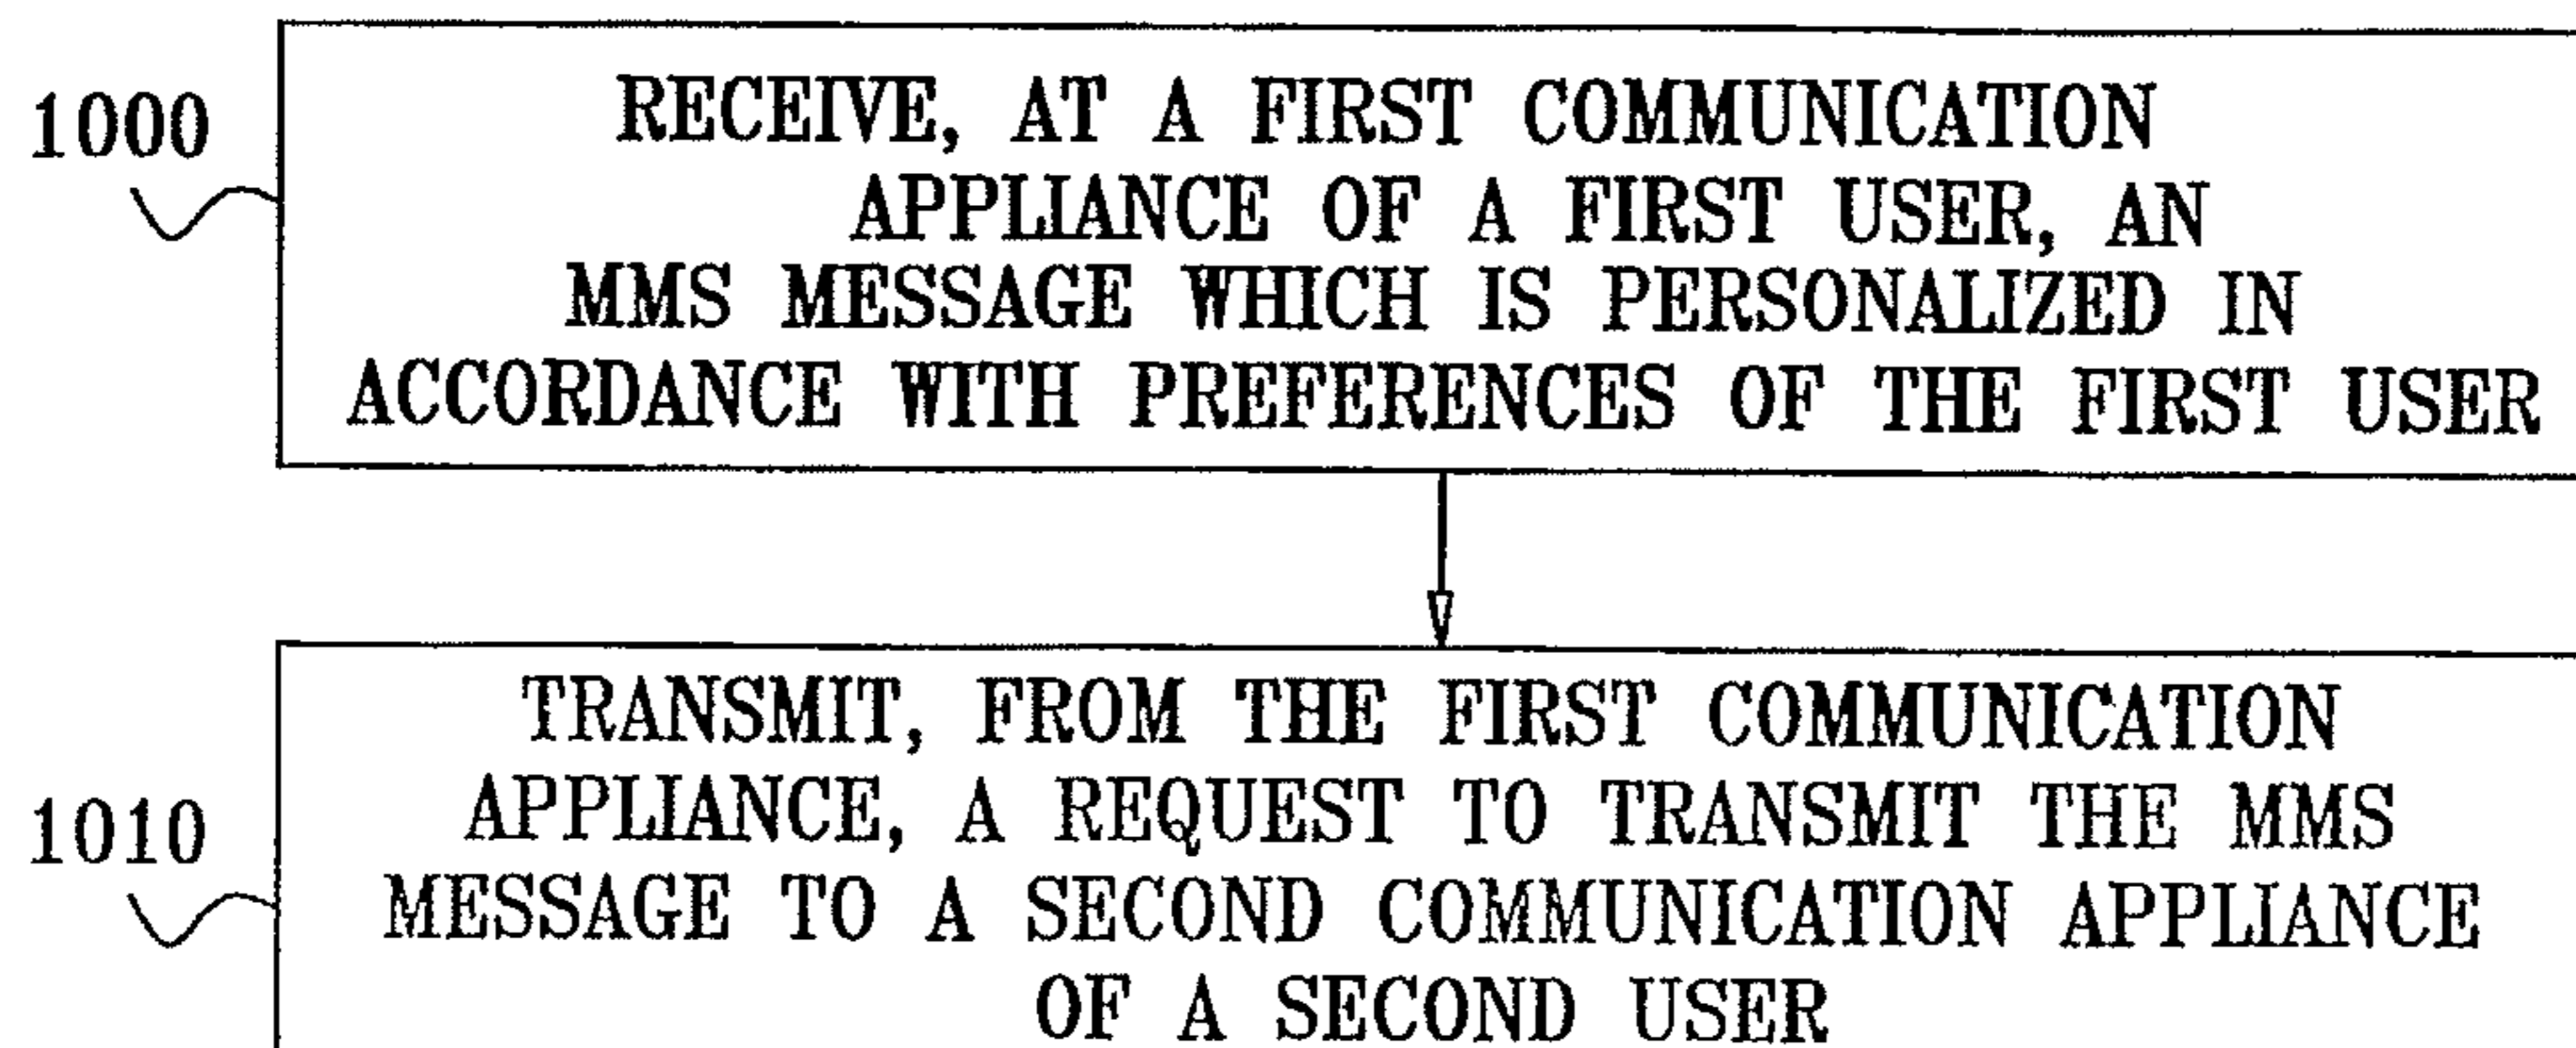 1000
RECEIVE, AT A FIRST COMMUNICATION
APPLIANCE OF A FIRST USER, AN
MMS MESSAGE WHICH IS PERSONALIZED IN
ACCORDANCE WITH PREFERENCES OF THE FIRST USER
1010
TRANSMIT, FROM THE FIRST COMMUNICATION
APPLIANCE, A REQUEST TO TRANSMIT THE MMS
MESSAGE TO A SECOND COMMUNICATION APPLIANCE
OF A SECOND USER